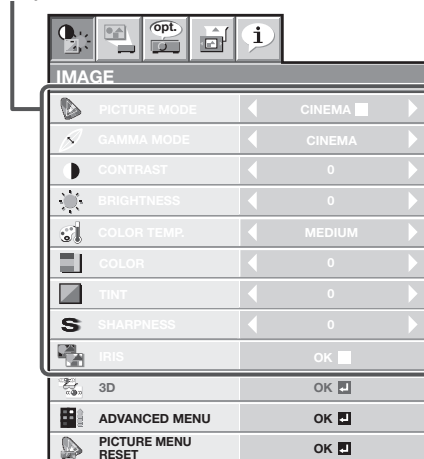 opt.
i
IMAGE
PICTURE MODE CINEMA
GAMMA MODE CINEMA
CONTRAST 0
BRIGHTNESS 0
COLOR TEMP. MEDIUM
COLOR 0
TINT 0
S SHARPNESS 0
IRIS OK
3D OK
ADVANCED MENU OK
PICTURE MENU
RESET OK